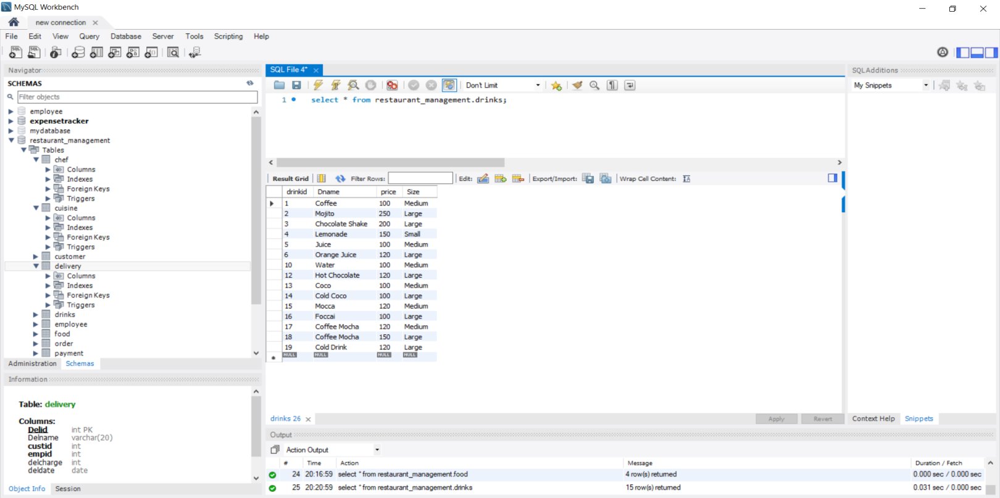 MySQL Workbench
new connection
File Edit View Query Database Server Tools Scripting Help
Navigator
SCHEMAS
Filter objects
employee
expensetracker
mydatabase
restaurant_management
Tables
chef
Columns
Indexes
Foreign Keys
Triggers
cuisine
Columns
Indexes
Foreign Keys
Triggers
customer
delivery
Columns
Indexes
Foreign Keys
Triggers
drinks
employee
food
order
payment
Administration Schemas
Information
Table: delivery
Columns:
Delid int PK
Delname varchar(20)
custid int
empid int
delcharge int
deldate date
Object Info Session
SQL File 4*
Don't Limit
1 select * from restaurant_management.drinks;
Result Grid Filter Rows: Edit: Export/Import: Wrap Cell Content:
drinkid Dname price Size
1 Coffee 100 Medium
2 Mojito 250 Large
3 Chocolate Shake 200 Large
4 Lemonade 150 Small
5 Juice 100 Medium
6 Orange Juice 120 Large
10 Water 100 Medium
12 Hot Chocolate 120 Large
13 Coco 100 Medium
14 Cold Coco 100 Large
15 Mocca 120 Medium
16 Foccai 100 Large
17 Coffee Mocha 120 Medium
18 Coffee Mocha 150 Large
19 Cold Drink 120 Large
NULL NULL NULL NULL
drinks 26
Apply Revert
Output
Action Output
# Time Action Message Duration / Fetch
24 20:16:59 select * from restaurant_management.food 4 row(s) returned 0.000 sec / 0.000 sec
25 20:20:59 select * from restaurant_management.drinks 15 row(s) returned 0.031 sec / 0.000 sec
SQLAdditions
My Snippets
Context Help Snippets